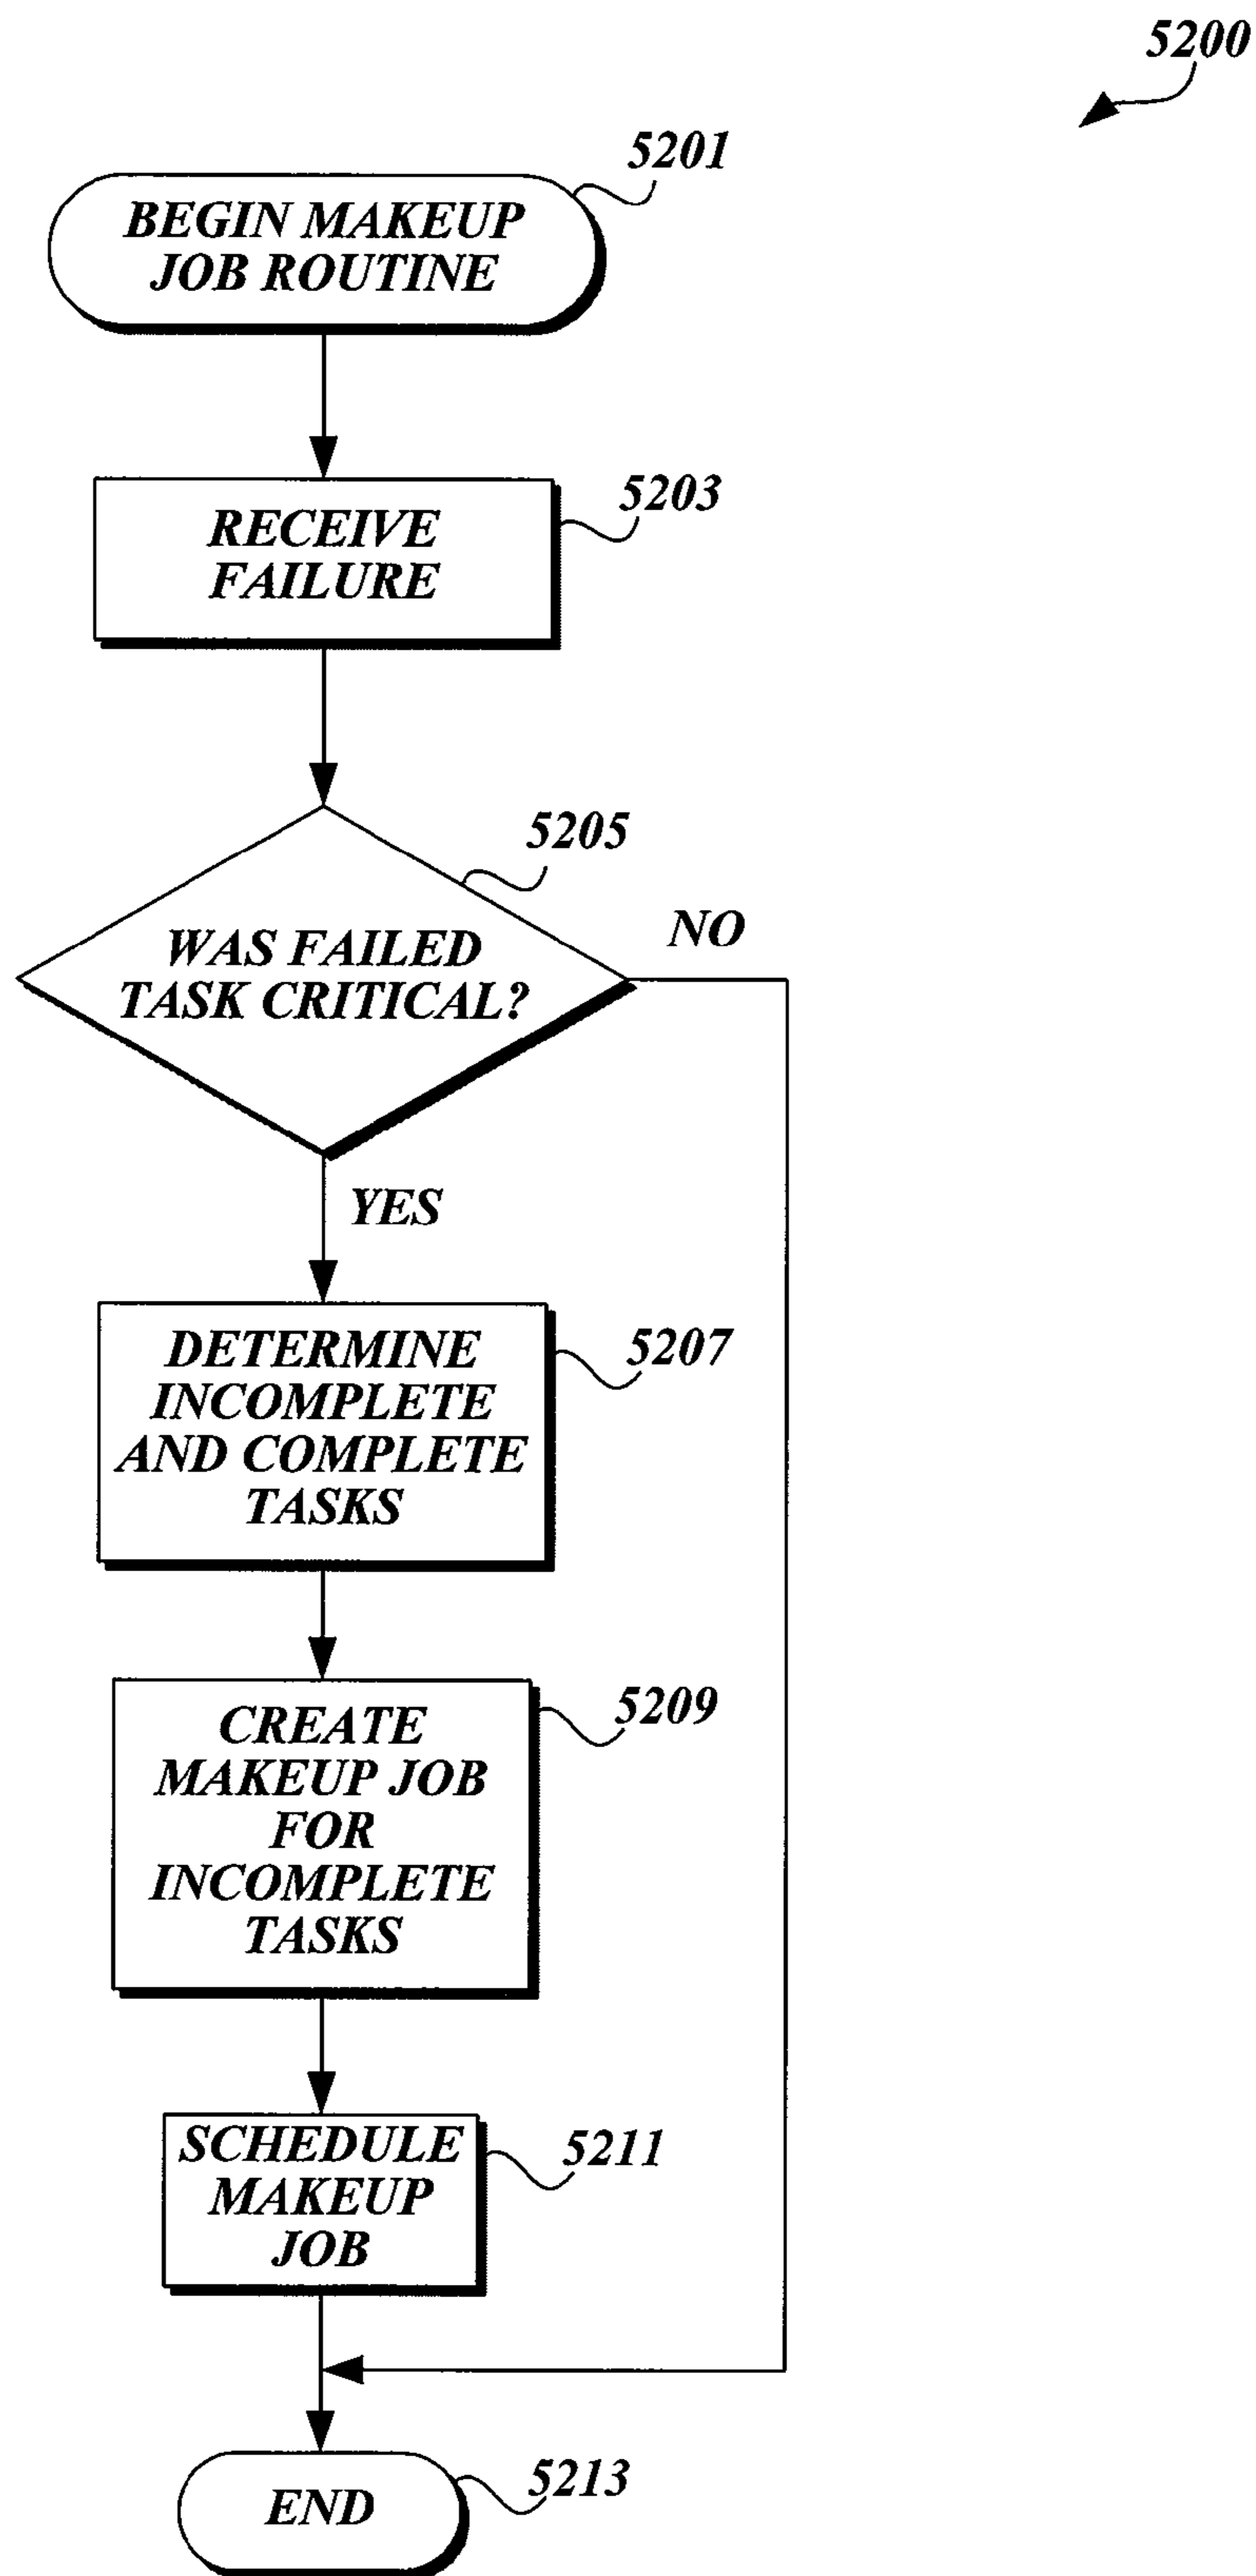 5200
5201
BEGIN MAKEUP
JOB ROUTINE
5203
RECEIVE
FAILURE
5205
NO
WAS FAILED
TASK CRITICAL?
YES
5207
DETERMINE
INCOMPLETE
AND COMPLETE
TASKS
5209
CREATE
MAKEUP JOB
FOR
INCOMPLETE
TASKS
5211
SCHEDULE
MAKEUP
JOB
5213
END